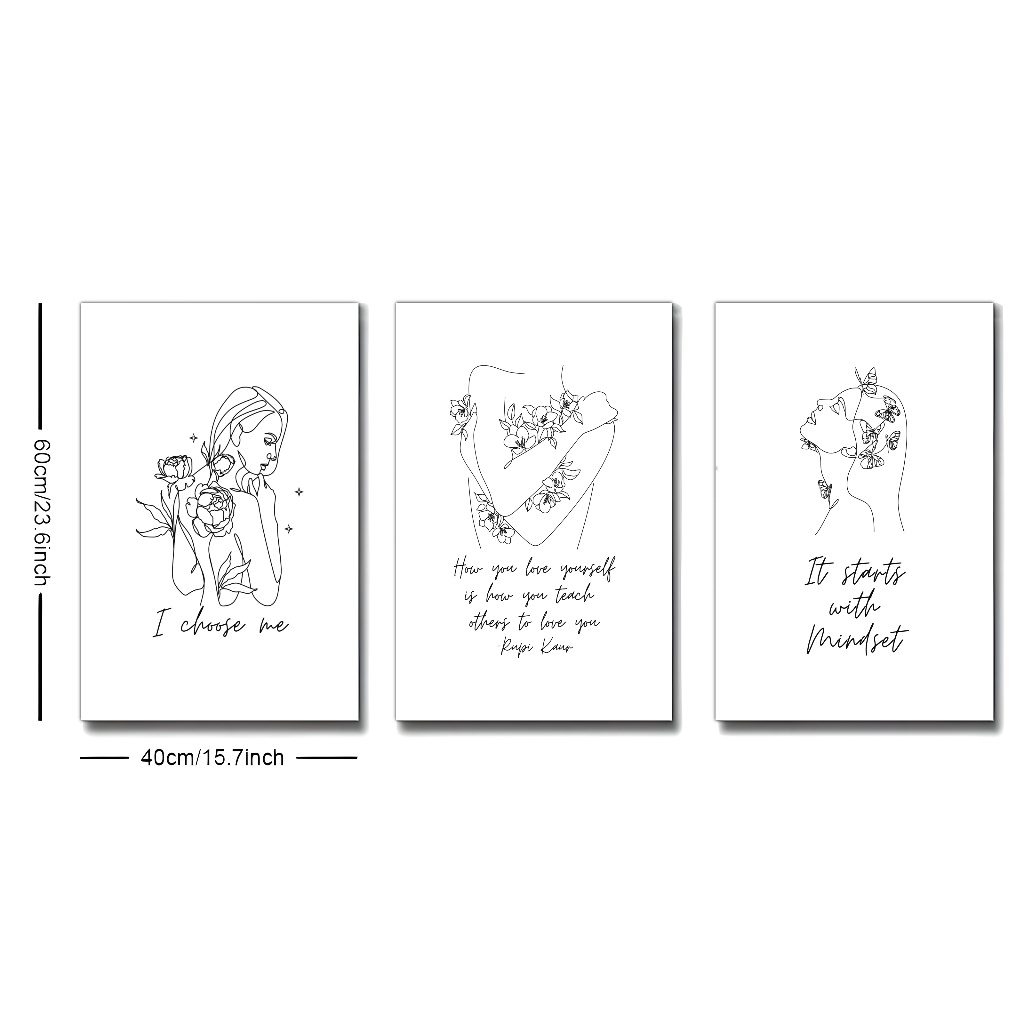 60cm/23.6inch
I choose me
How you love yourself
is how you teach
others to love you
Rupi Kaur
It starts
with
Mindset
40cm/15.7inch